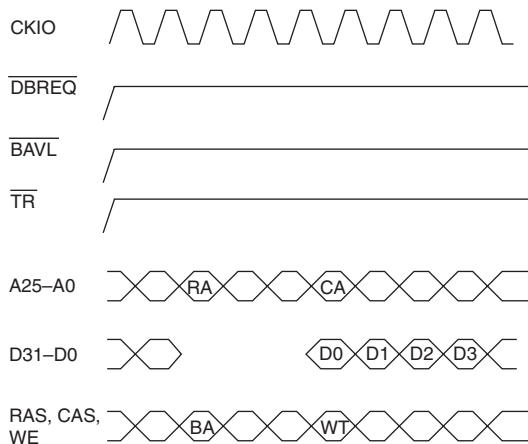 CKIO
DBREQ
BAVL
TR
A25–A0 RA CA
D31–D0 D0 D1 D2 D3
RAS, CAS,
WE BA WT